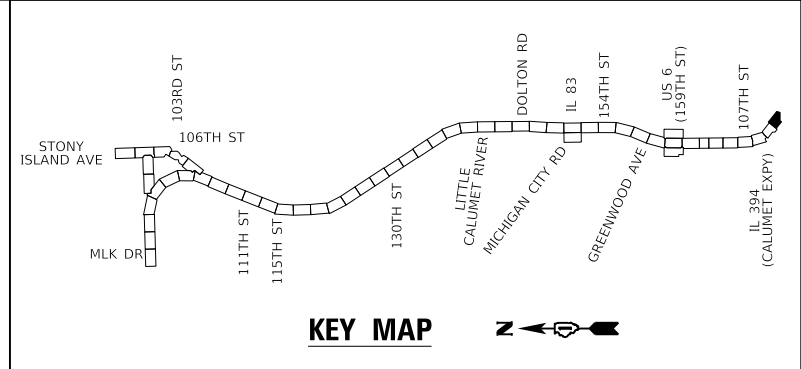 103RD ST
106TH ST
STONY
ISLAND AVE
MLK DR
111TH ST
115TH ST
130TH ST
LITTLE
CALUMET RIVER
DOLTON RD
MICHIGAN CITY RD
IL 83
154TH ST
GREENWOOD AVE
US 6
(159TH ST)
107TH ST
IL 394
(CALUMET EXPY)
KEY MAP
N